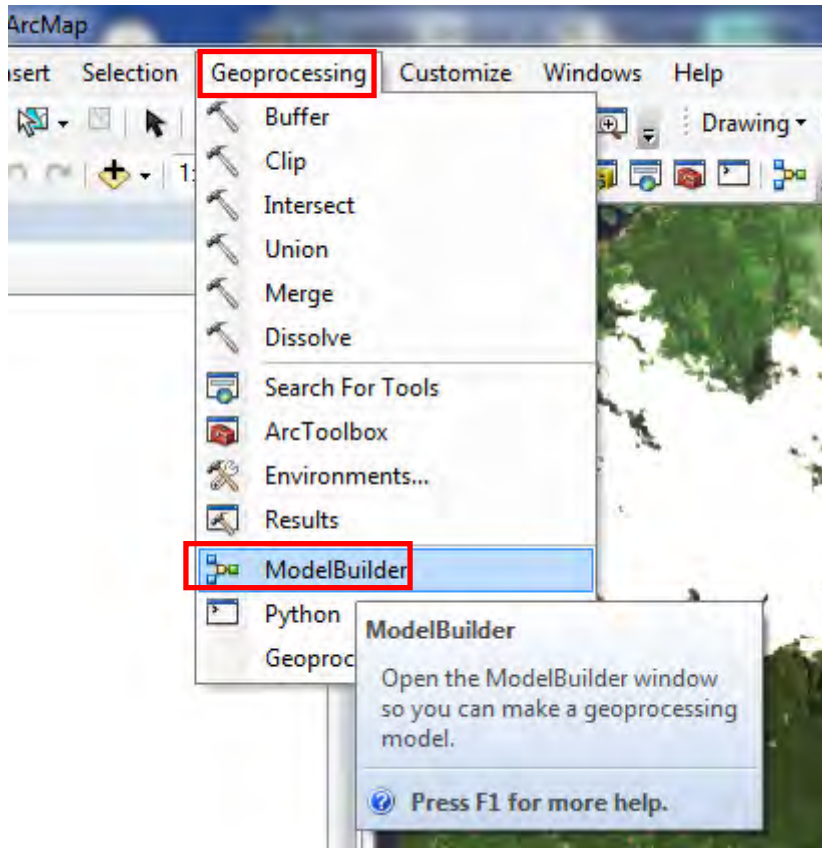 ArcMap
nsert Selection Geoprocessing Customize Windows Help
Drawing
1:
Buffer
Clip
Intersect
Union
Merge
Dissolve
Search For Tools
ArcToolbox
Environments...
Results
ModelBuilder
Python
Geoproc
ModelBuilder
Open the ModelBuilder window
so you can make a geoprocessing
model.
Press F1 for more help.